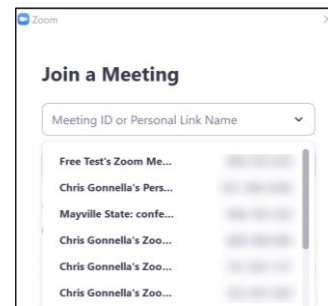 Zoom
Join a Meeting
Meeting ID or Personal Link Name
Free Test's Zoom Me...
Chris Gonnella's Pers...
Mayville State: confe...
Chris Gonnella's Zoo...
Chris Gonnella's Zoo...
Chris Gonnella's Zoo...